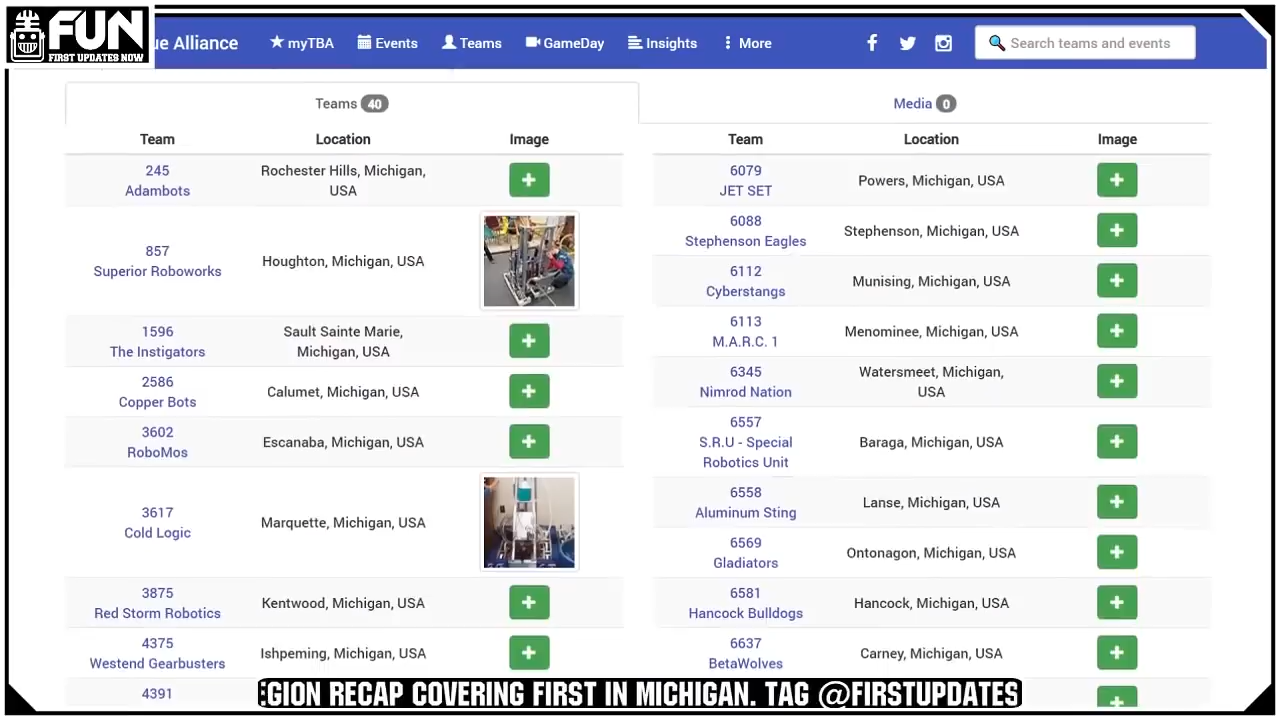 FUN
FIRST UPDATES NOW
ue Alliance
myTBA
Events
Teams
GameDay
Insights
More
Search teams and events
Teams 40
Media 0
Team Location Image
245
Adambots
Rochester Hills, Michigan,
USA
857
Superior Roboworks
Houghton, Michigan, USA
1596
The Instigators
Sault Sainte Marie,
Michigan, USA
2586
Copper Bots
Calumet, Michigan, USA
3602
RoboMos
Escanaba, Michigan, USA
3617
Cold Logic
Marquette, Michigan, USA
3875
Red Storm Robotics
Kentwood, Michigan, USA
4375
Westend Gearbusters
Ishpeming, Michigan, USA
4391
Team Location Image
6079
JET SET
Powers, Michigan, USA
6088
Stephenson Eagles
Stephenson, Michigan, USA
6112
Cyberstangs
Munising, Michigan, USA
6113
M.A.R.C. 1
Menominee, Michigan, USA
6345
Nimrod Nation
Watersmeet, Michigan,
USA
6557
S.R.U - Special
Robotics Unit
Baraga, Michigan, USA
6558
Aluminum Sting
Lanse, Michigan, USA
6569
Gladiators
Ontonagon, Michigan, USA
6581
Hancock Bulldogs
Hancock, Michigan, USA
6637
BetaWolves
Carney, Michigan, USA
GION RECAP COVERING FIRST IN MICHIGAN. TAG @FIRSTUPDATES